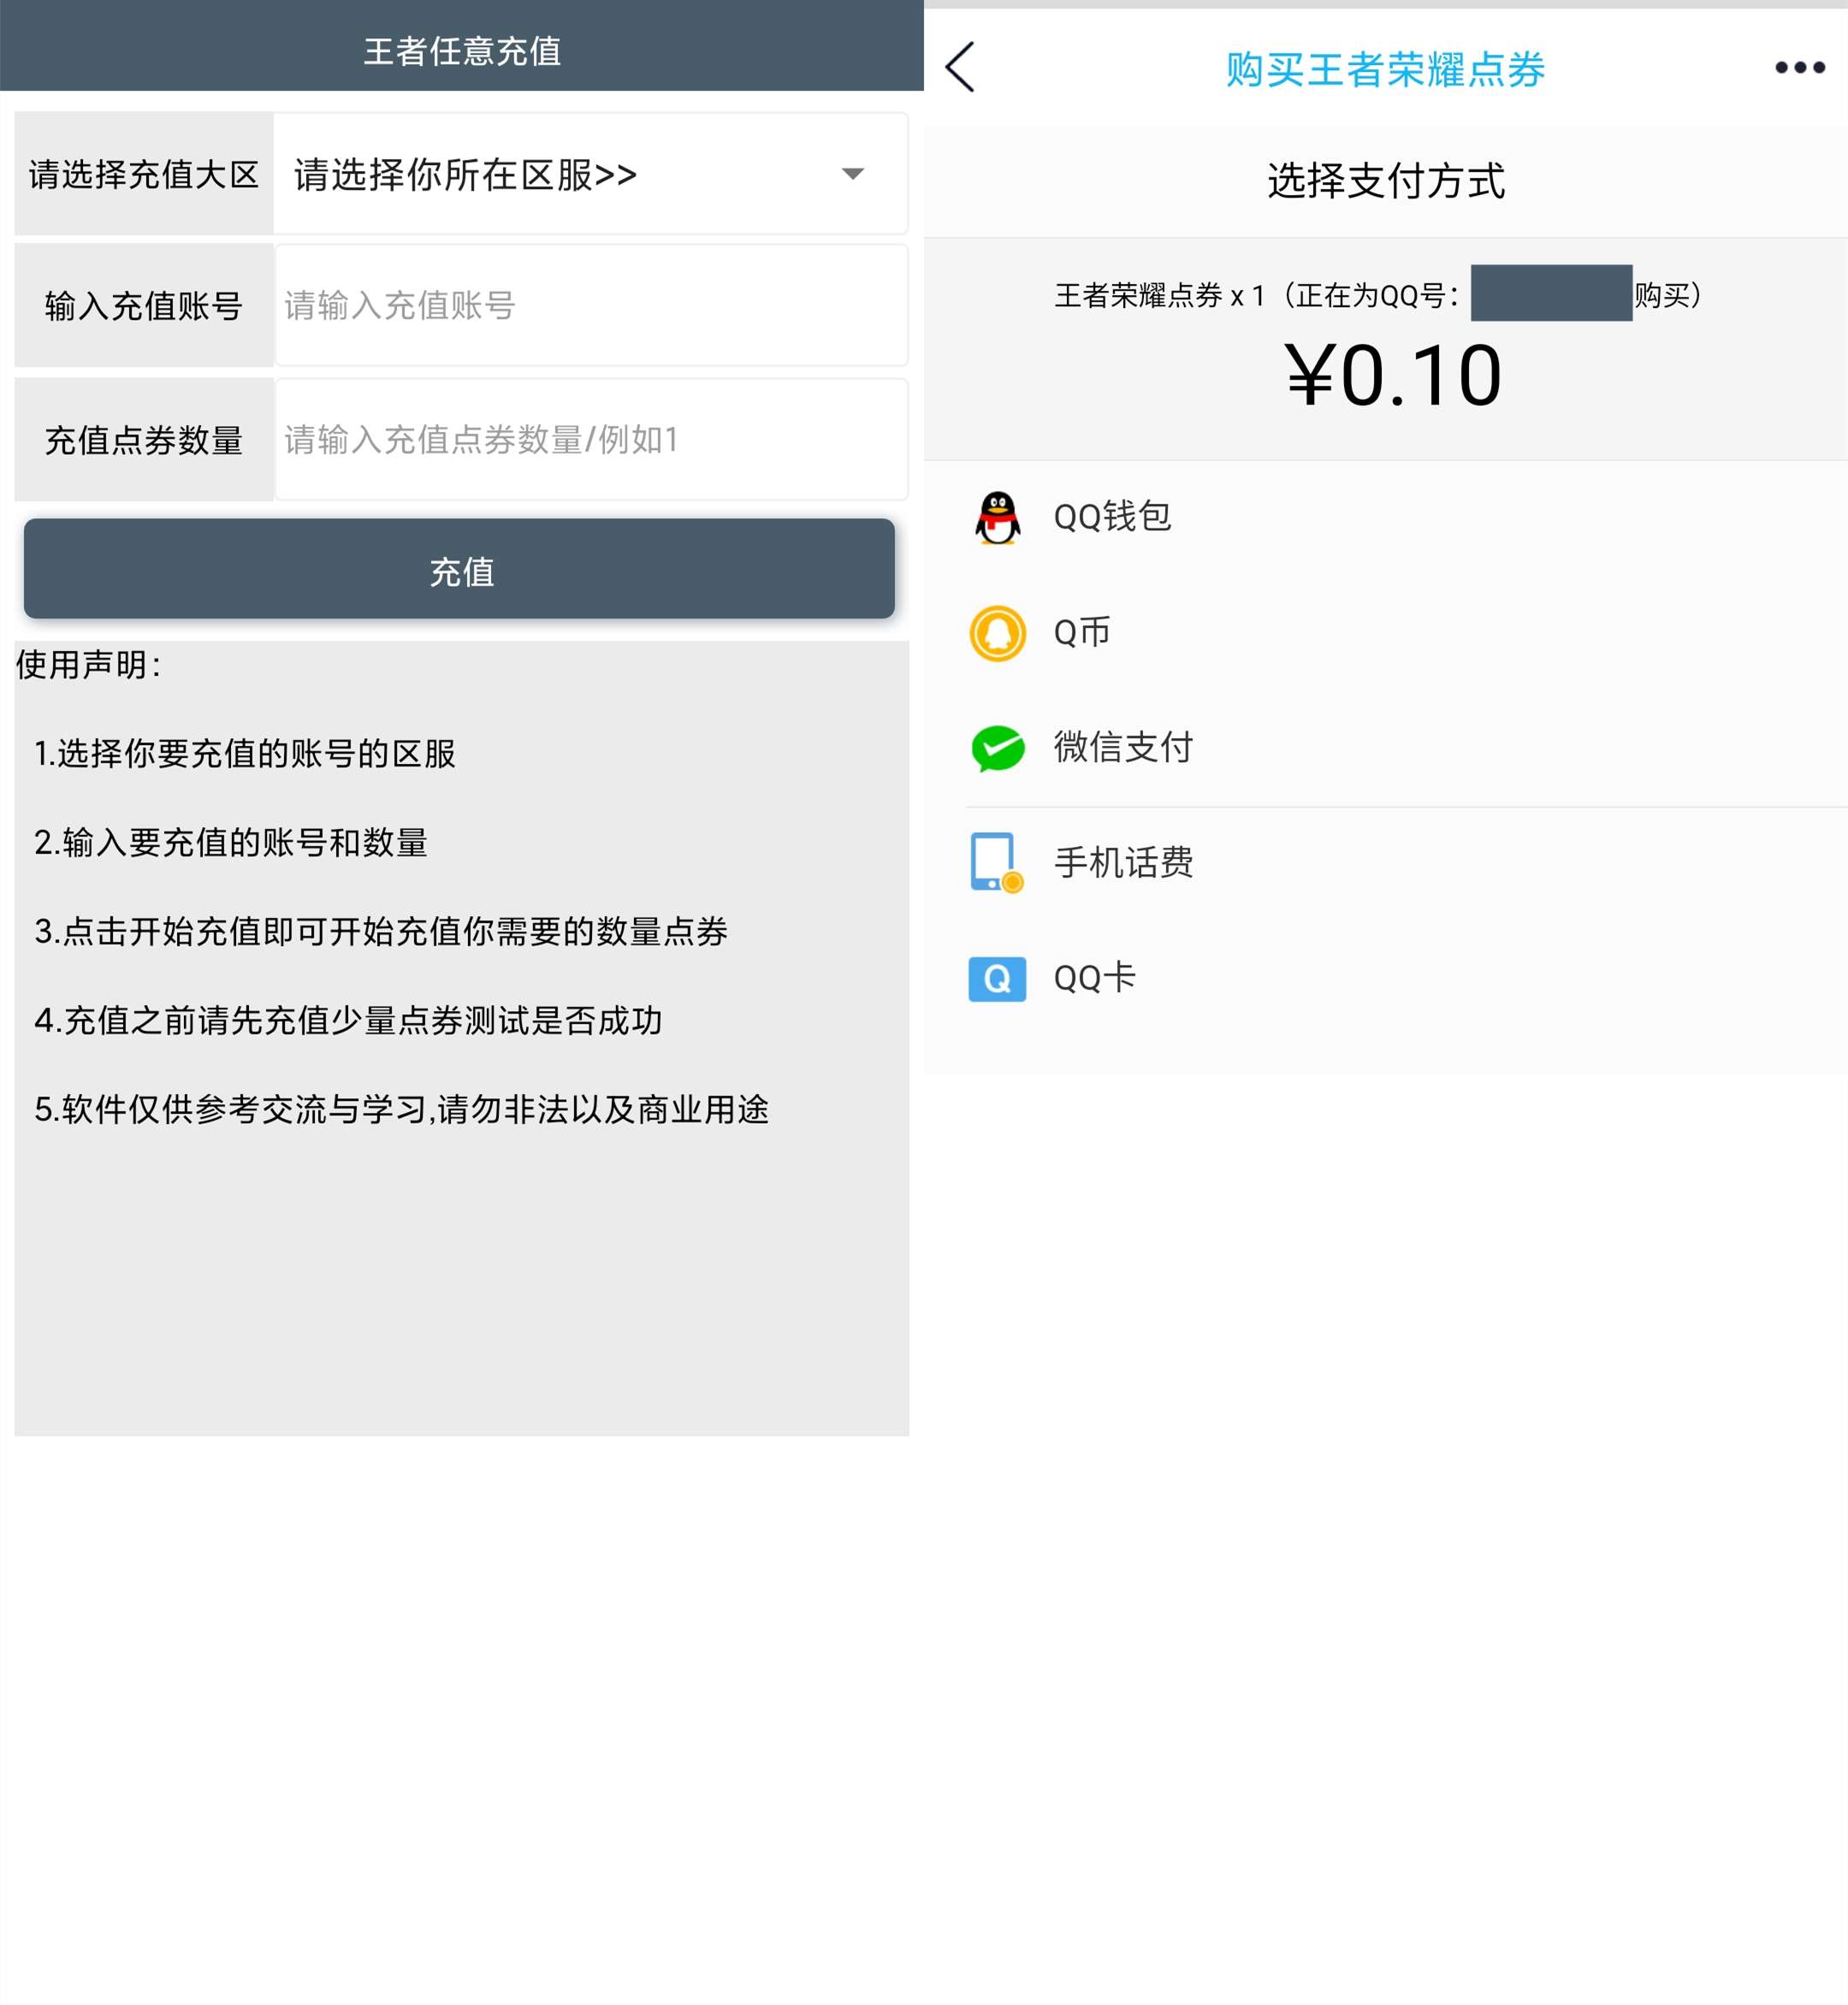 王者任意充值
请选择充值大区
请选择你所在区服>>
输入充值账号
请输入充值账号
充值点券数量
请输入充值点券数量/例如1
充值
使用声明：
1.选择你要充值的账号的区服
2.输入要充值的账号和数量
3.点击开始充值即可开始充值你需要的数量点券
4.充值之前请先充值少量点券测试是否成功
5.软件仅供参考交流与学习,请勿非法以及商业用途
购买王者荣耀点券
选择支付方式
王者荣耀点券 x 1（正在为QQ号： 购买）
¥0.10
QQ钱包
Q币
微信支付
手机话费
Q
QQ卡